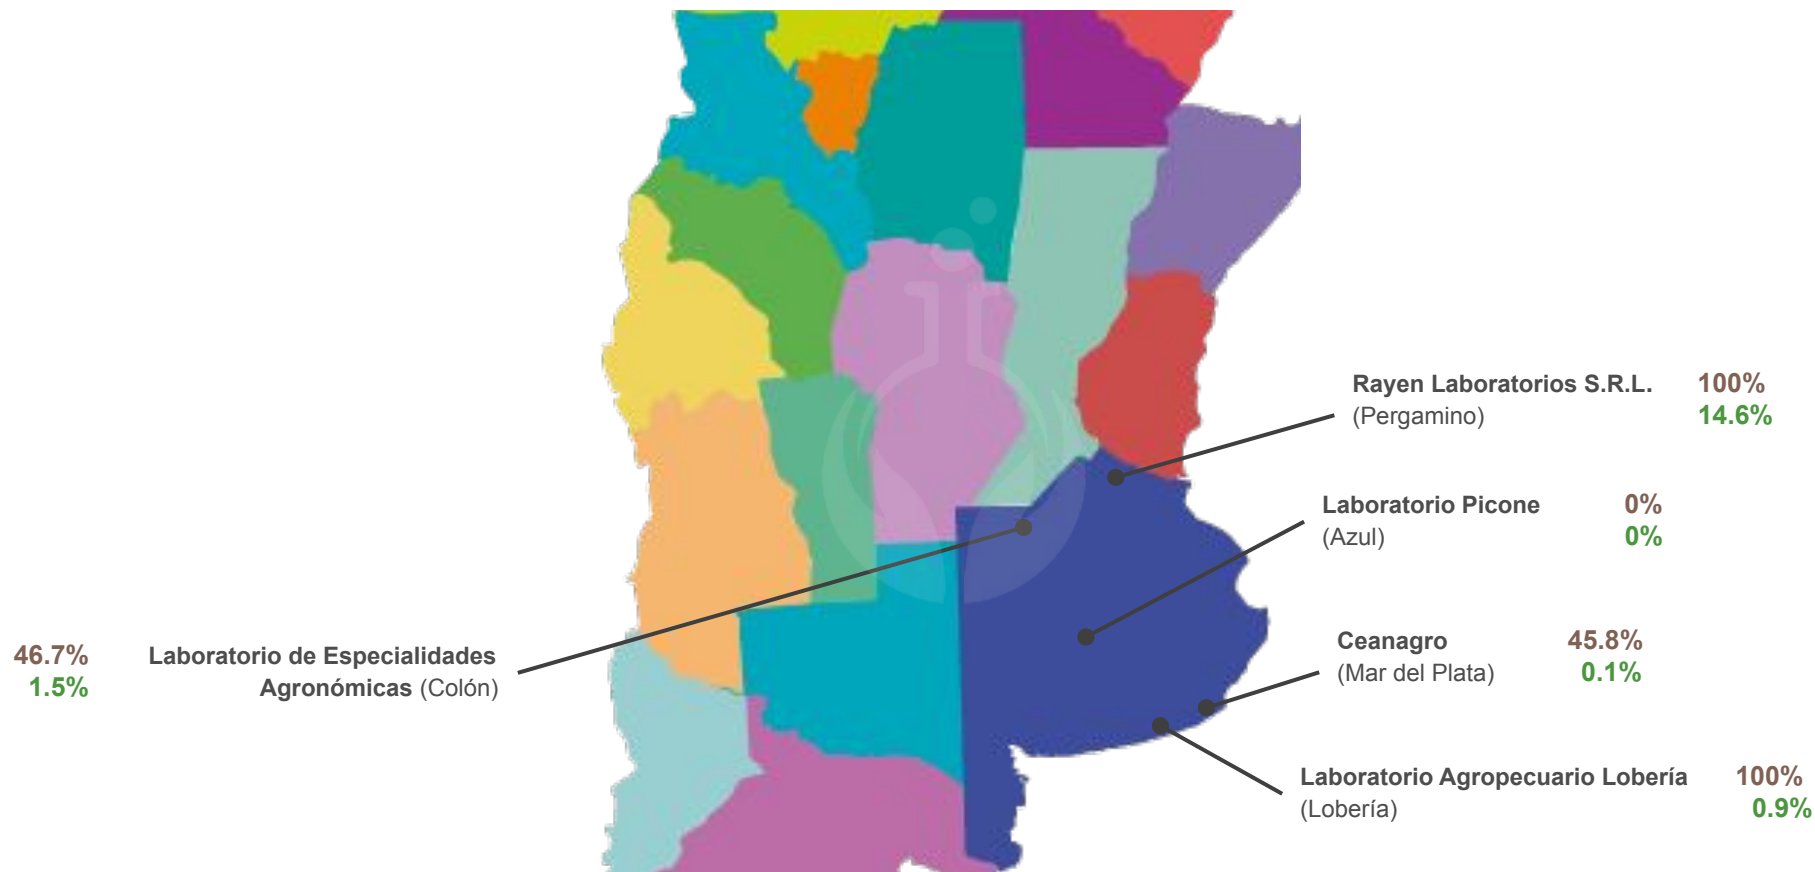 Rayen Laboratorios S.R.L. 100%
(Pergamino) 14.6%
Laboratorio Picone 0%
(Azul) 0%
Ceanagro 45.8%
(Mar del Plata) 0.1%
46.7% Laboratorio de Especialidades
1.5% Agronómicas (Colón)
Laboratorio Agropecuario Lobería 100%
(Lobería) 0.9%